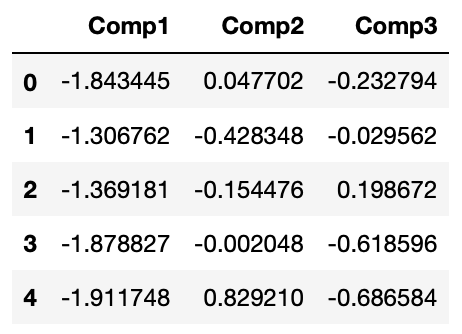 Comp1 Comp2 Comp3
0 -1.843445 0.047702 -0.232794
1 -1.306762 -0.428348 -0.029562
2 -1.369181 -0.154476 0.198672
3 -1.878827 -0.002048 -0.618596
4 -1.911748 0.829210 -0.686584